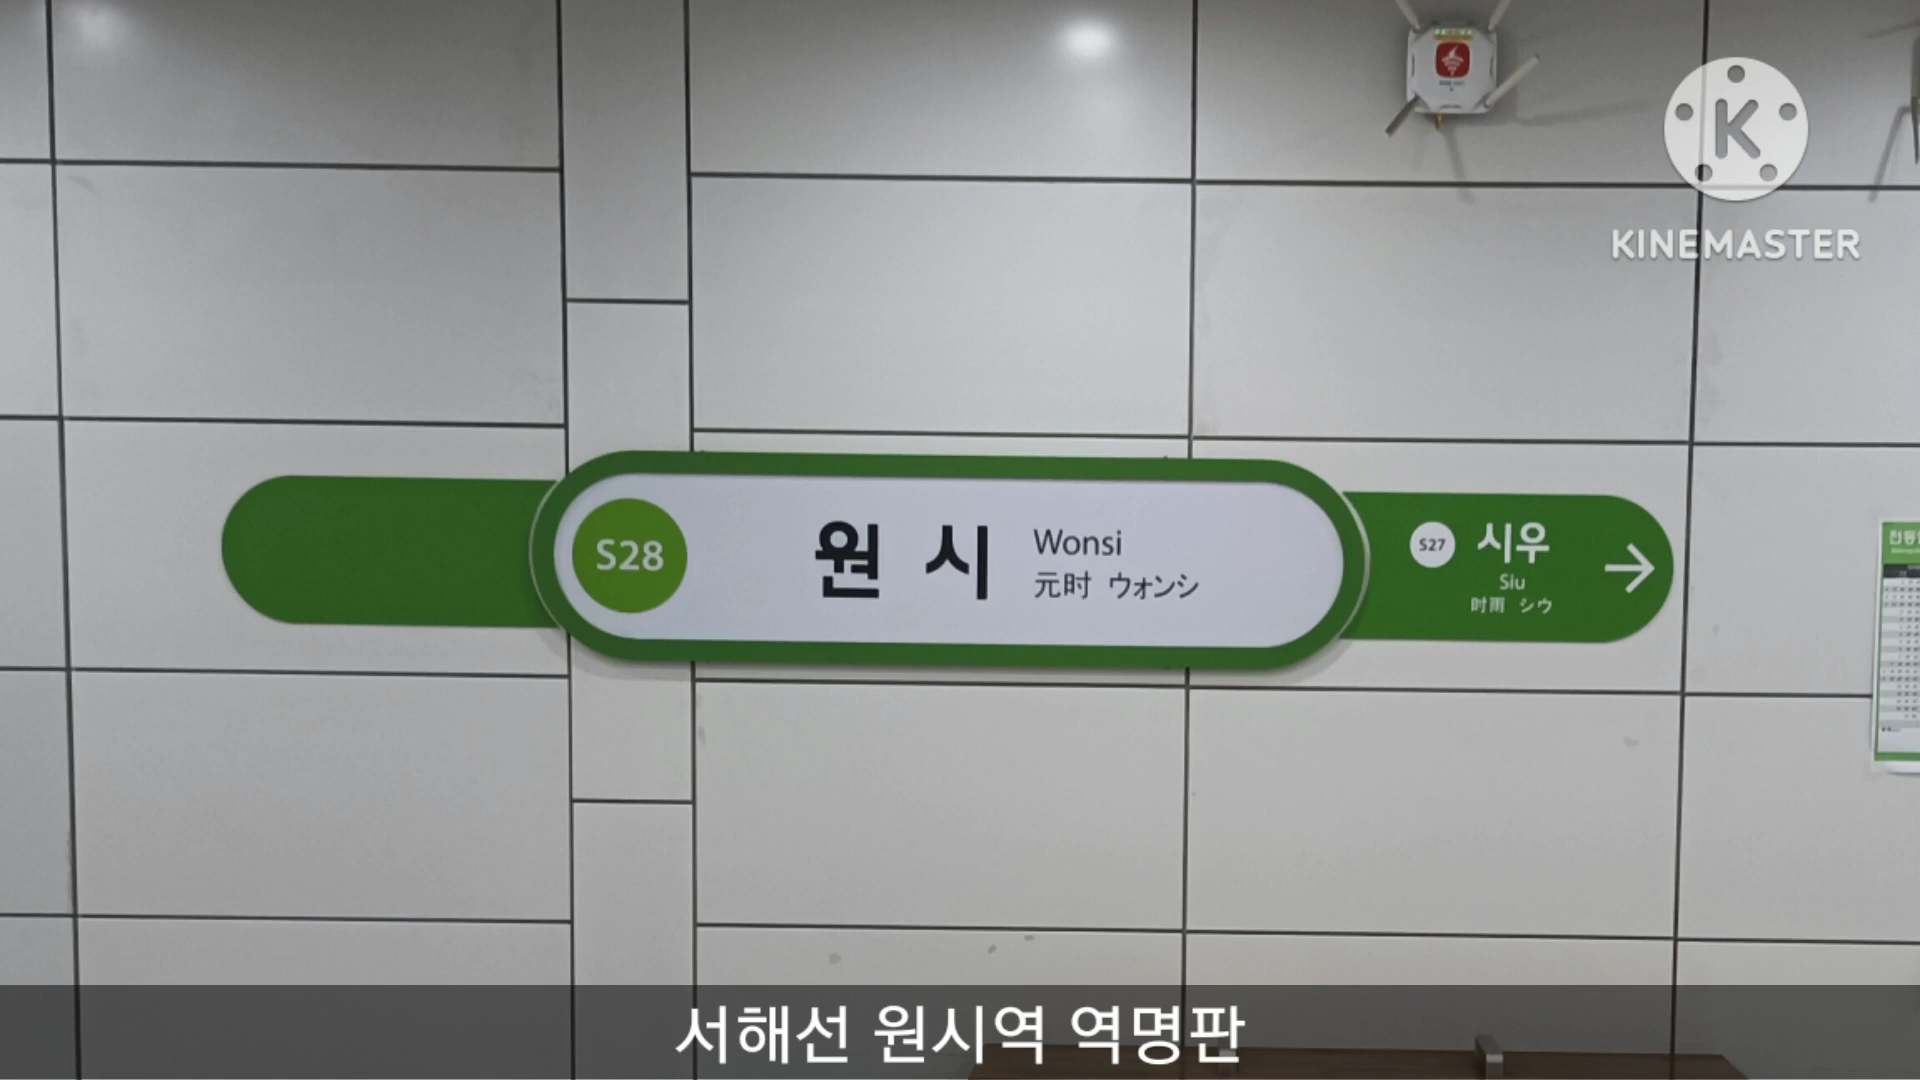 KINEMASTER
S28
원시
Wonsi
元时 ウォンシ
S27 시우
Siu
时雨 シウ
서해선 원시역 역명판